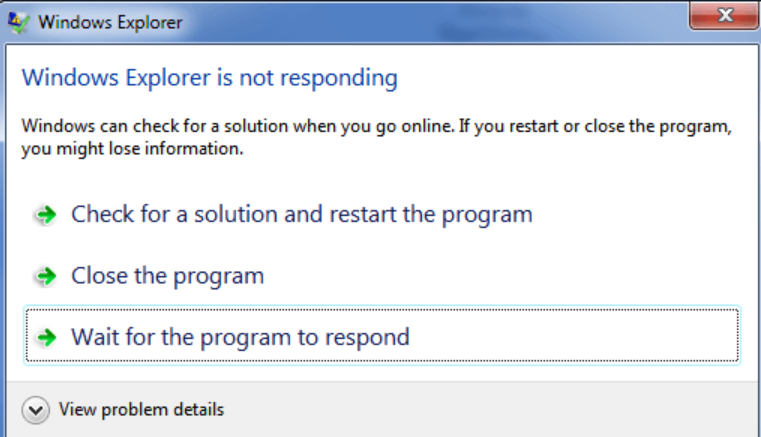 Windows Explorer
Windows Explorer is not responding
Windows can check for a solution when you go online. If you restart or close the program,
you might lose information.
Check for a solution and restart the program
Close the program
Wait for the program to respond
View problem details